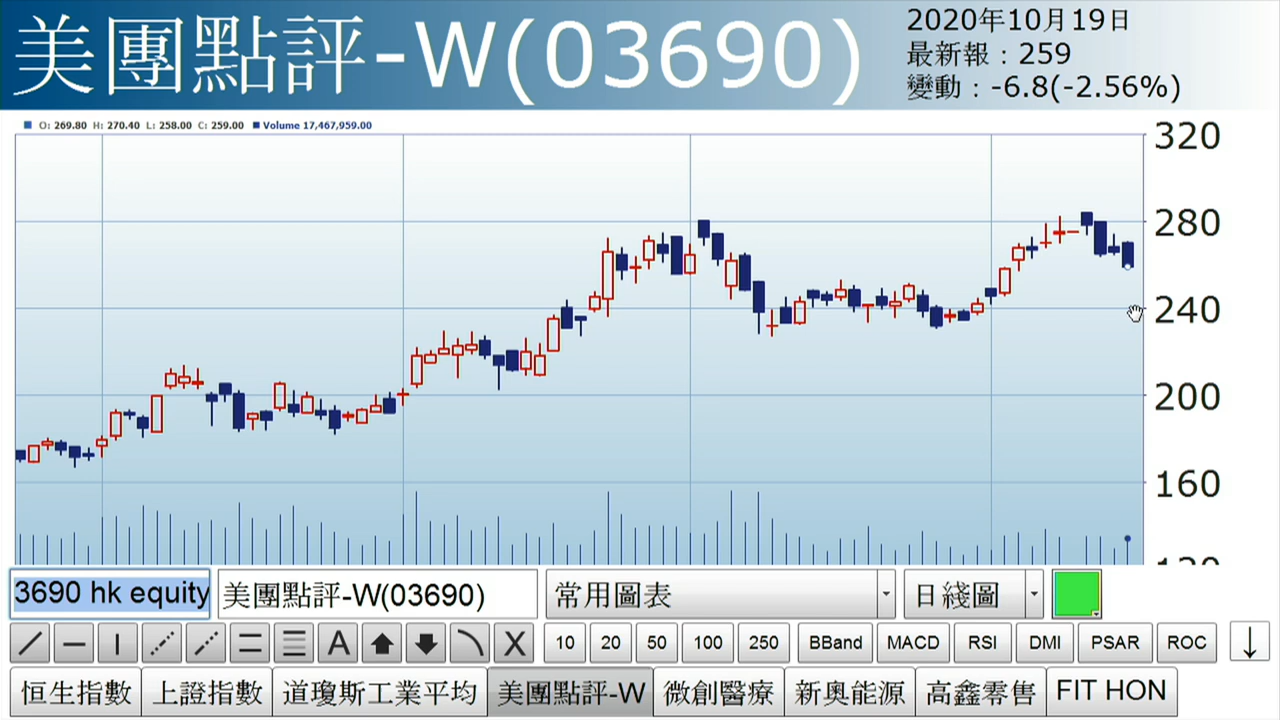 美團點評-W(03690)
2020年10月19日
最新報：259
變動：-6.8(-2.56%)
O: 269.80 H: 270.40 L: 258.00 C: 259.00 Volume 17,467,959.00
320
280
240
200
160
120
3690 hk equity 美團點評-W(03690) 常用圖表 日綫圖
A X 10 20 50 100 250 BBand MACD RSI DMI PSAR ROC
恒生指數 上證指數 道瓊斯工業平均 美團點評-W 微創醫療 新奧能源 高鑫零售 FIT HON